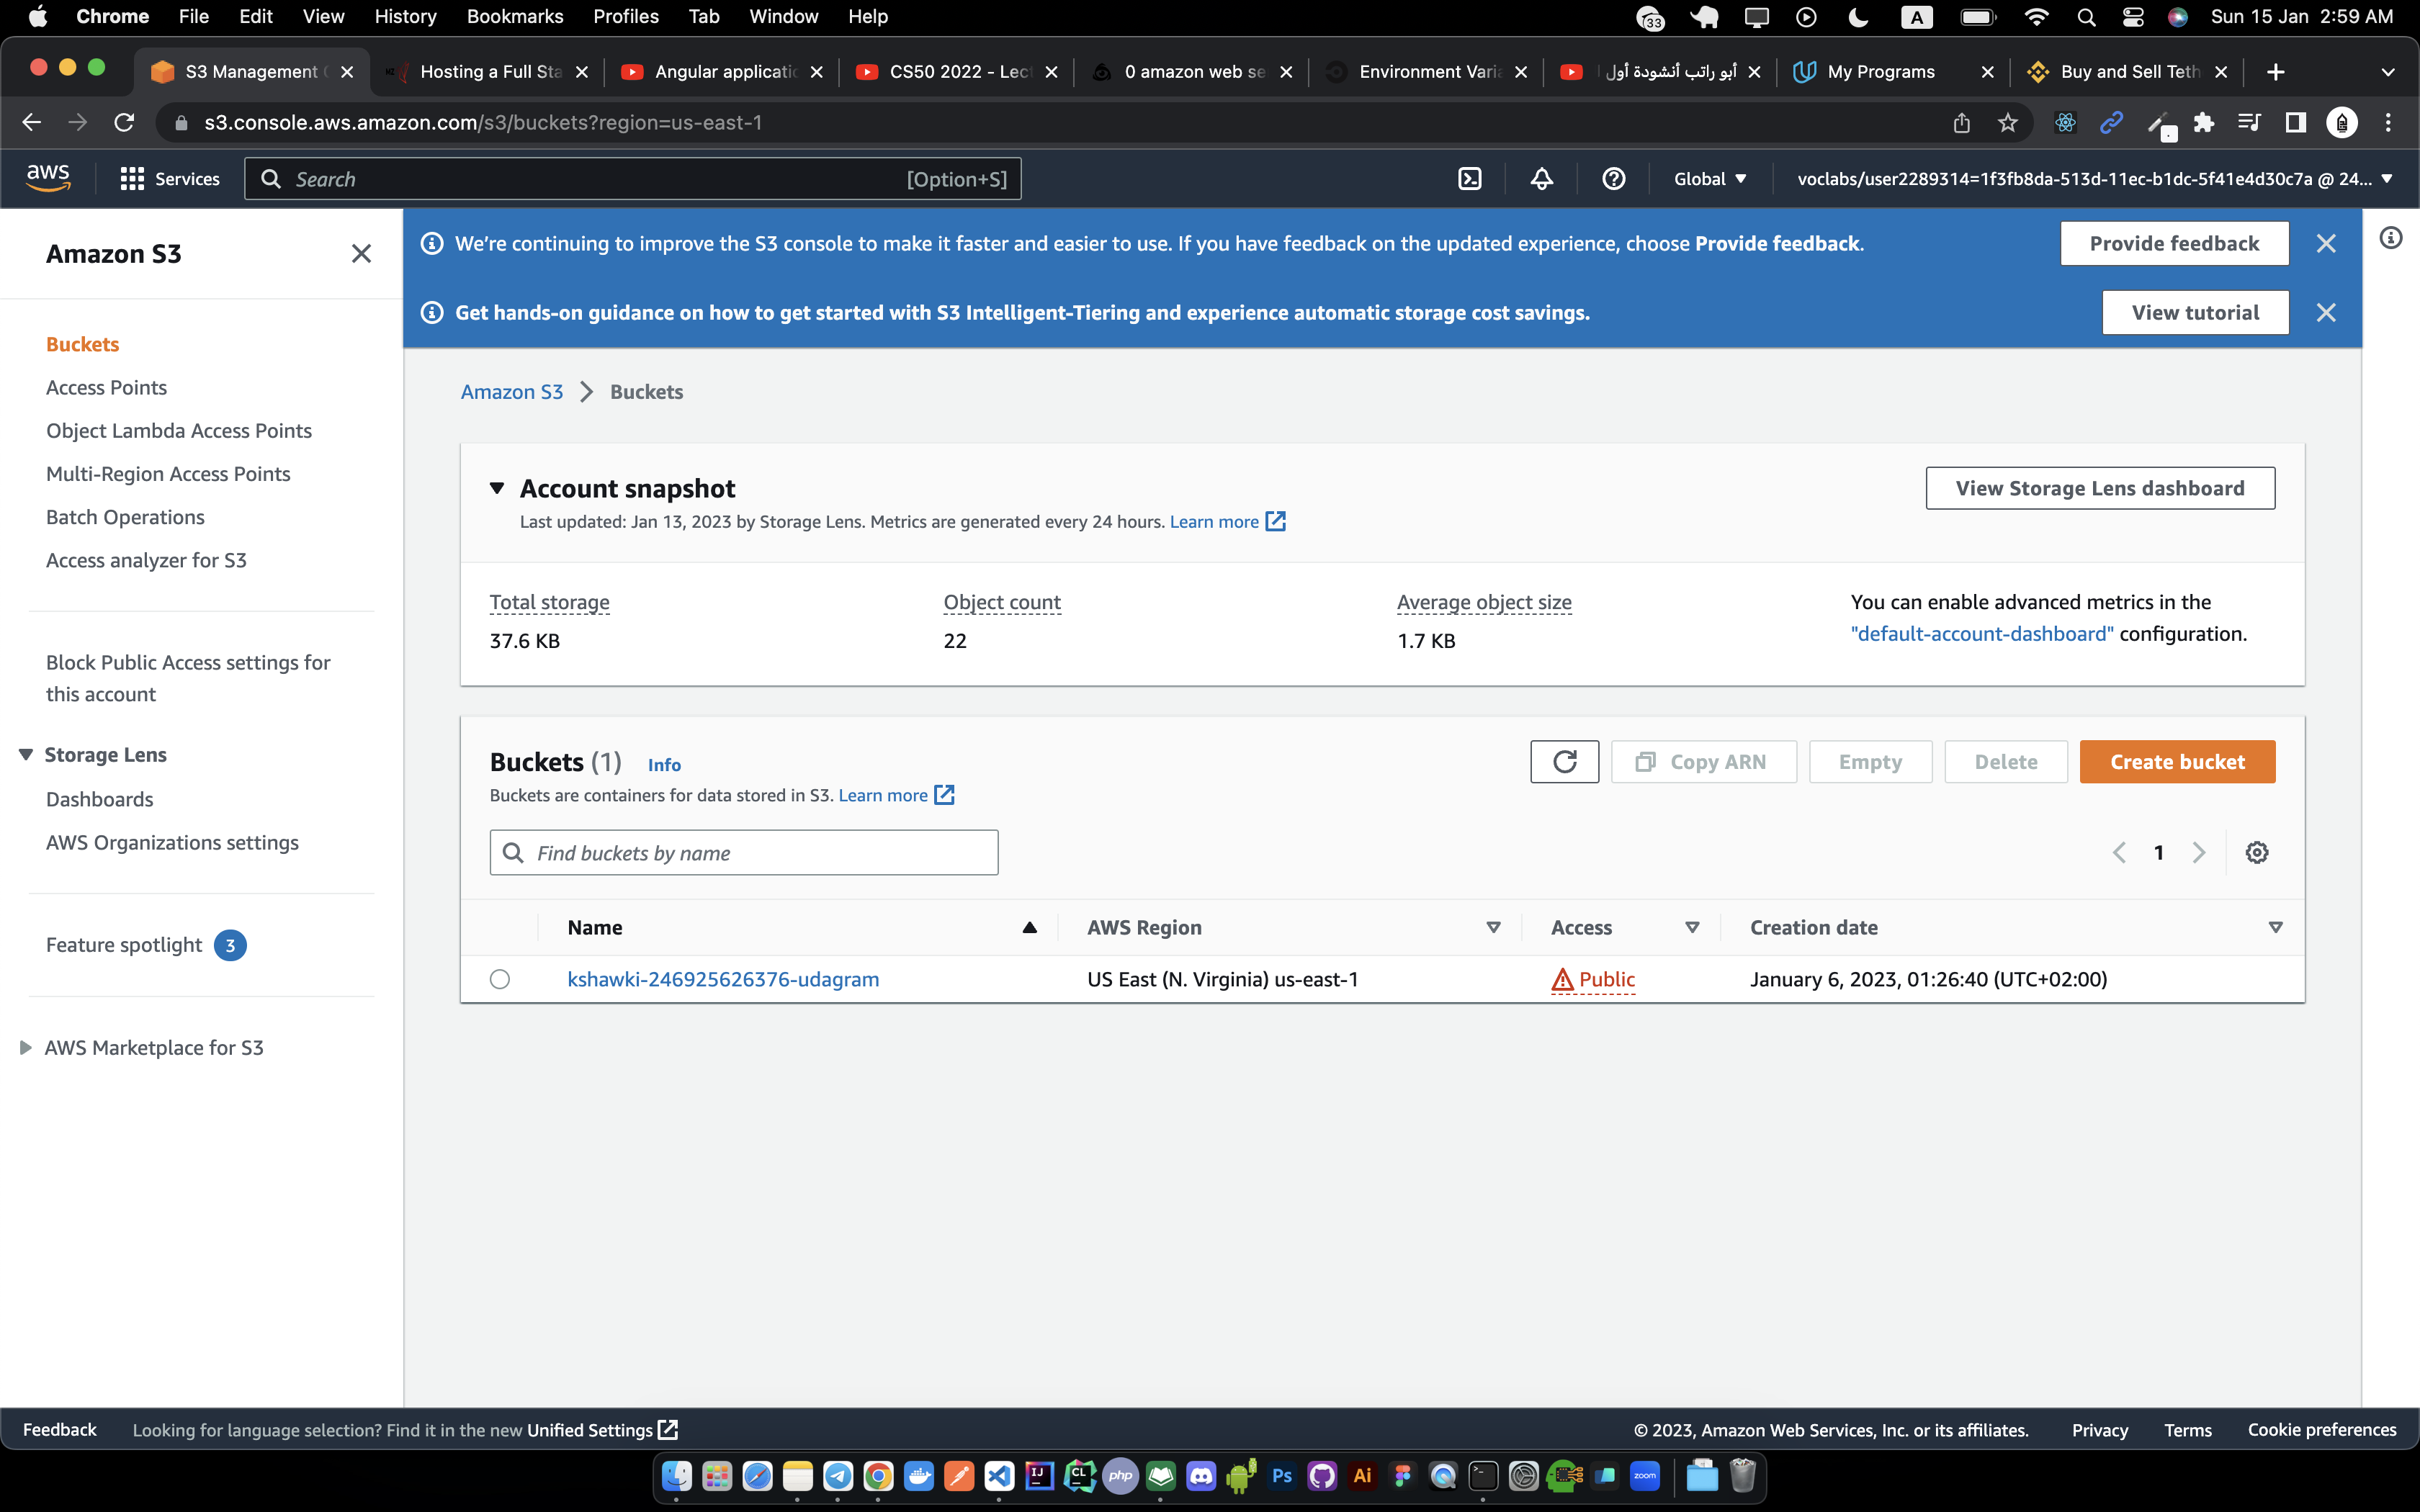 Chrome File Edit View History Bookmarks Profiles Tab Window Help 33 A Sun 15 Jan 2:59 AM
S3 Management Hosting a Full Sta Angular applicatio CS50 2022 - Lect 0 amazon web se Environment Varia أبو راتب أنشودة أول My Programs Buy and Sell Teth
s3.console.aws.amazon.com/s3/buckets?region=us-east-1
aws Services Search [Option+S] Global voclabs/user2289314=1f3fb8da-513d-11ec-b1dc-5f41e4d30c7a @ 24...
Amazon S3
We’re continuing to improve the S3 console to make it faster and easier to use. If you have feedback on the updated experience, choose Provide feedback. Provide feedback
Get hands-on guidance on how to get started with S3 Intelligent-Tiering and experience automatic storage cost savings. View tutorial
Buckets
Access Points
Object Lambda Access Points
Multi-Region Access Points
Batch Operations
Access analyzer for S3
Block Public Access settings for
this account
Storage Lens
Dashboards
AWS Organizations settings
Feature spotlight 3
AWS Marketplace for S3
Amazon S3 Buckets
Account snapshot
View Storage Lens dashboard
Last updated: Jan 13, 2023 by Storage Lens. Metrics are generated every 24 hours. Learn more
Total storage Object count Average object size
37.6 KB 22 1.7 KB
You can enable advanced metrics in the
"default-account-dashboard" configuration.
Buckets (1) Info
Copy ARN Empty Delete Create bucket
Buckets are containers for data stored in S3. Learn more
Find buckets by name
1
Name AWS Region Access Creation date
kshawki-246925626376-udagram US East (N. Virginia) us-east-1 Public January 6, 2023, 01:26:40 (UTC+02:00)
Feedback Looking for language selection? Find it in the new Unified Settings © 2023, Amazon Web Services, Inc. or its affiliates. Privacy Terms Cookie preferences
IJ CL php Ps Ai zoom